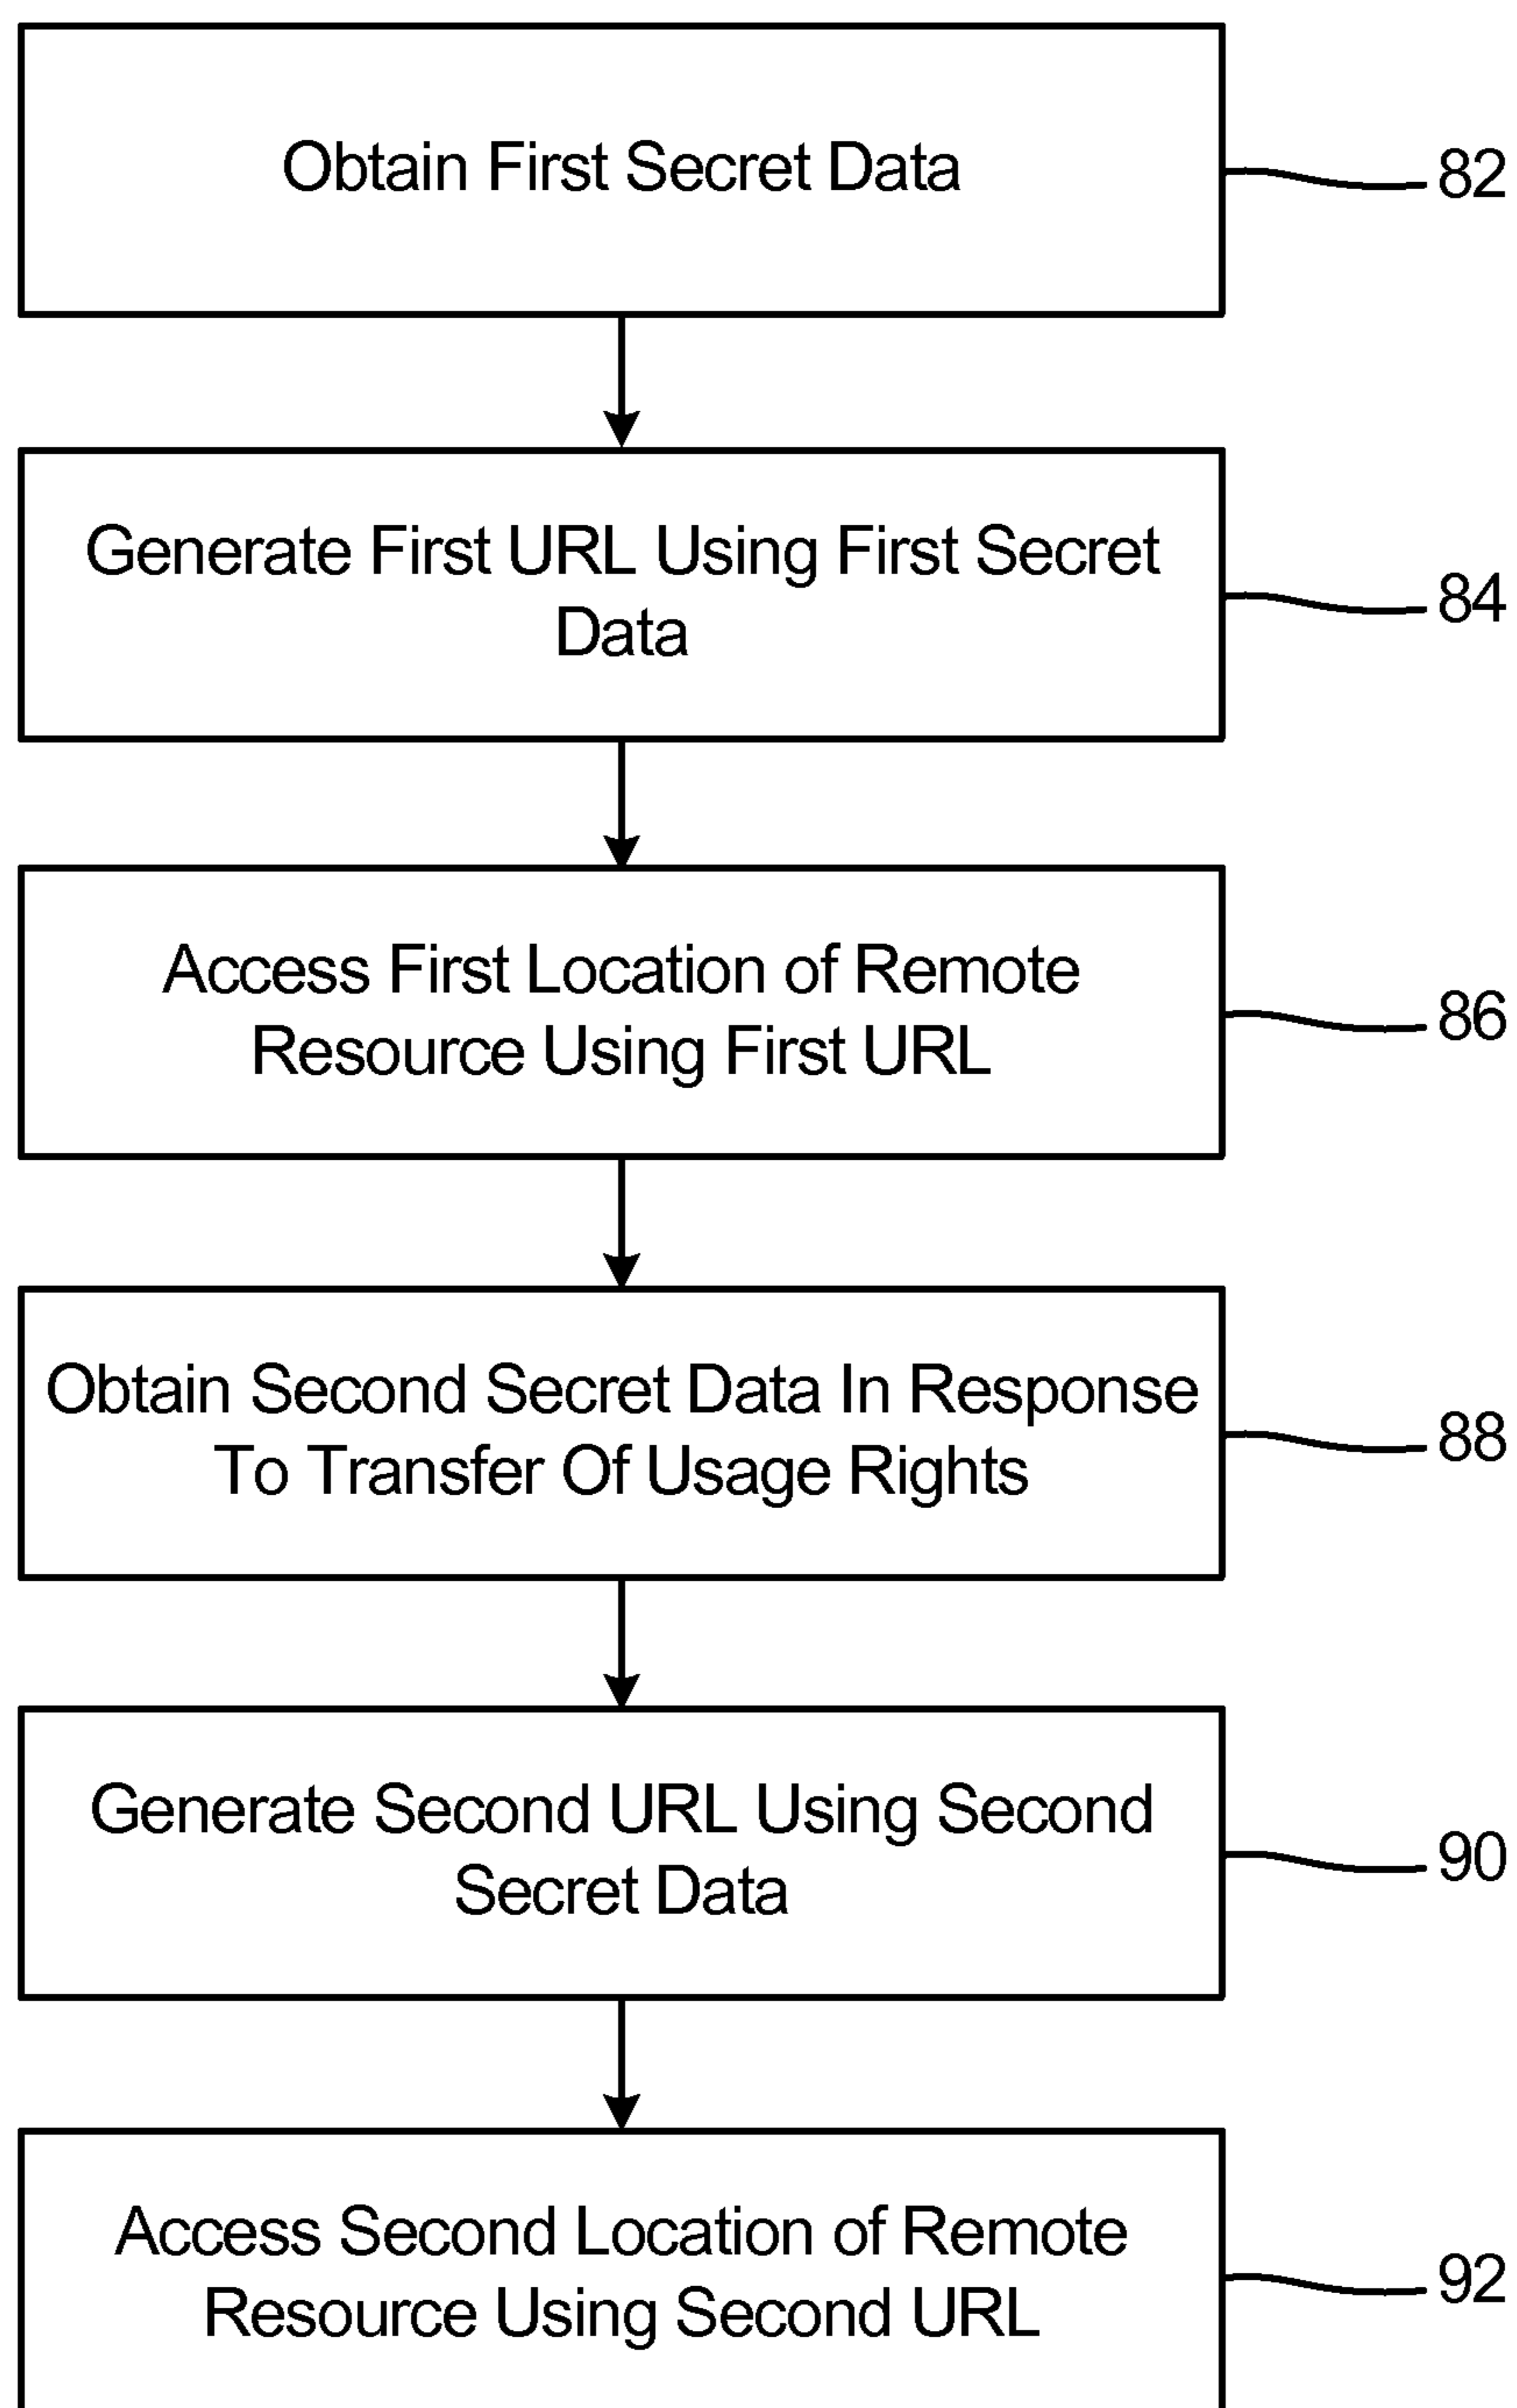 Obtain First Secret Data
82
Generate First URL Using First Secret
Data
84
Access First Location of Remote
Resource Using First URL
86
Obtain Second Secret Data In Response
To Transfer Of Usage Rights
88
Generate Second URL Using Second
Secret Data
90
Access Second Location of Remote
Resource Using Second URL
92